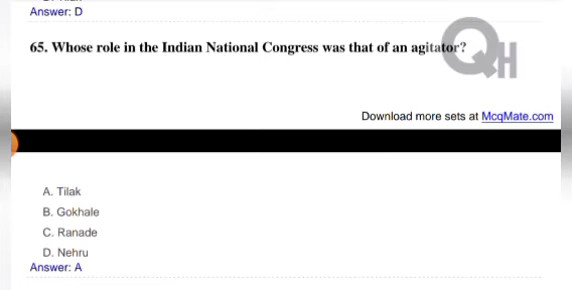 Answer: D
65. Whose role in the Indian National Congress was that of an agitator?
QH
Download more sets at McqMate.com
A. Tilak
B. Gokhale
C. Ranade
D. Nehru
Answer: A